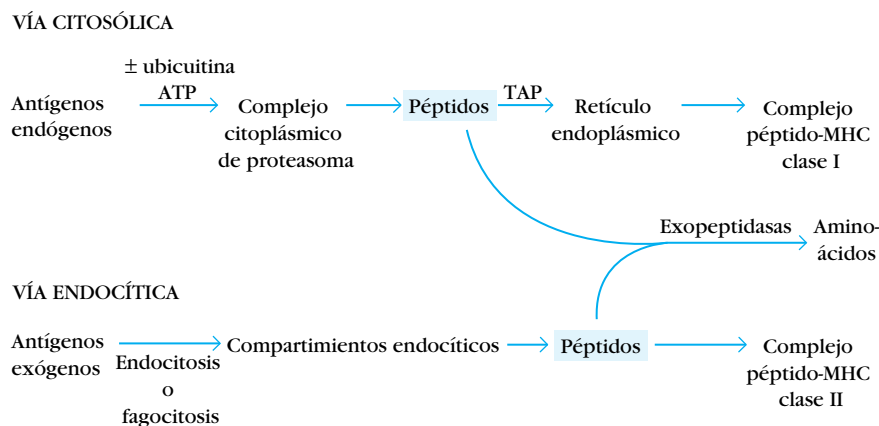 VÍA CITOSÓLICA
± ubicuitina
ATP
Antígenos
endógenos
Complejo
citoplásmico
de proteasoma
Péptidos
TAP
Retículo
endoplásmico
Complejo
péptido-MHC
clase I
Exopeptidasas
Amino-
ácidos
VÍA ENDOCÍTICA
Antígenos
exógenos
Endocitosis
o
fagocitosis
Compartimientos endocíticos
Péptidos
Complejo
péptido-MHC
clase II